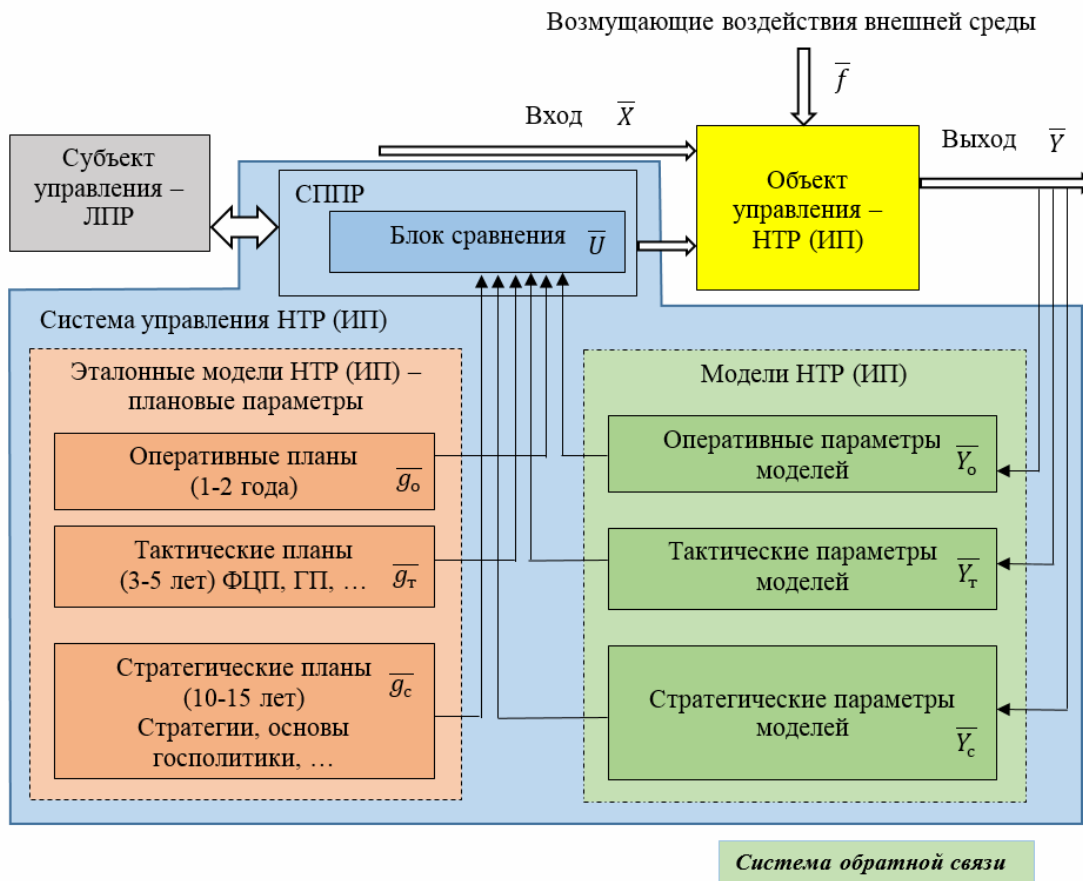 Возмущающие воздействия внешней среды
f
Вход X
Выход Y
Субъект
управления –
ЛПР
СППР
Блок сравнения U
Объект
управления –
НТР (ИП)
Система управления НТР (ИП)
Эталонные модели НТР (ИП) –
плановые параметры
Оперативные планы
(1-2 года) gо
Тактические планы
(3-5 лет) ФЦП, ГП, … gт
Стратегические планы
(10-15 лет) gс
Стратегии, основы
госполитики, …
Модели НТР (ИП)
Оперативные параметры
моделей Yо
Тактические параметры
моделей Yт
Стратегические параметры
моделей Yс
Система обратной связи